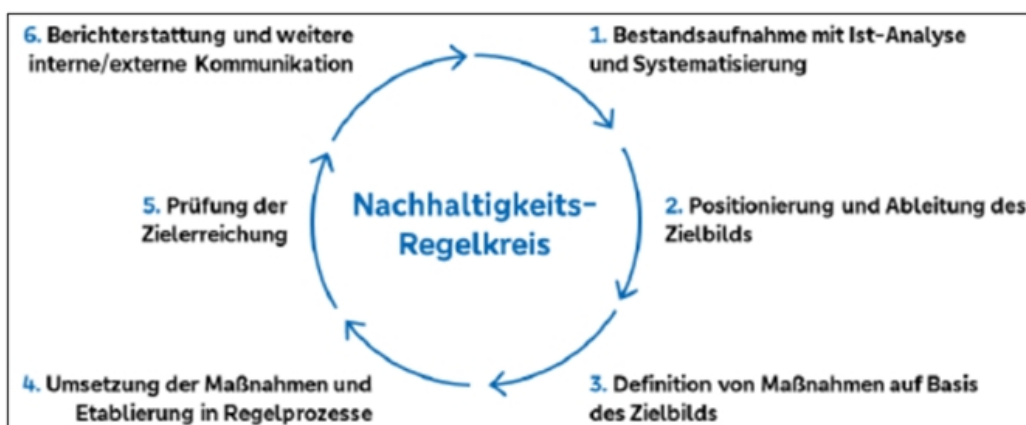 1. Bestandsaufnahme mit Ist-Analyse
und Systematisierung
2. Positionierung und Ableitung des
Zielbilds
3. Definition von Maßnahmen auf Basis
des Zielbilds
4. Umsetzung der Maßnahmen und
Etablierung in Regelprozesse
5. Prüfung der
Zielerreichung
6. Berichterstattung und weitere
interne/externe Kommunikation
Nachhaltigkeits-
Regelkreis